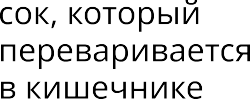 сок, который
переваривается
в кишечнике